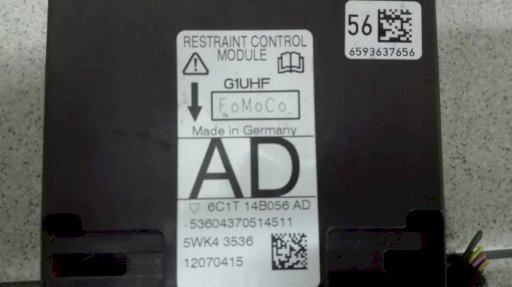 56
6593637656
RESTRAINT CONTROL
MODULE
G1UHF
FoMoCo
Made in Germany
AD
6C1T 14B056 AD
53604370514511
5WK4 3536
12070415